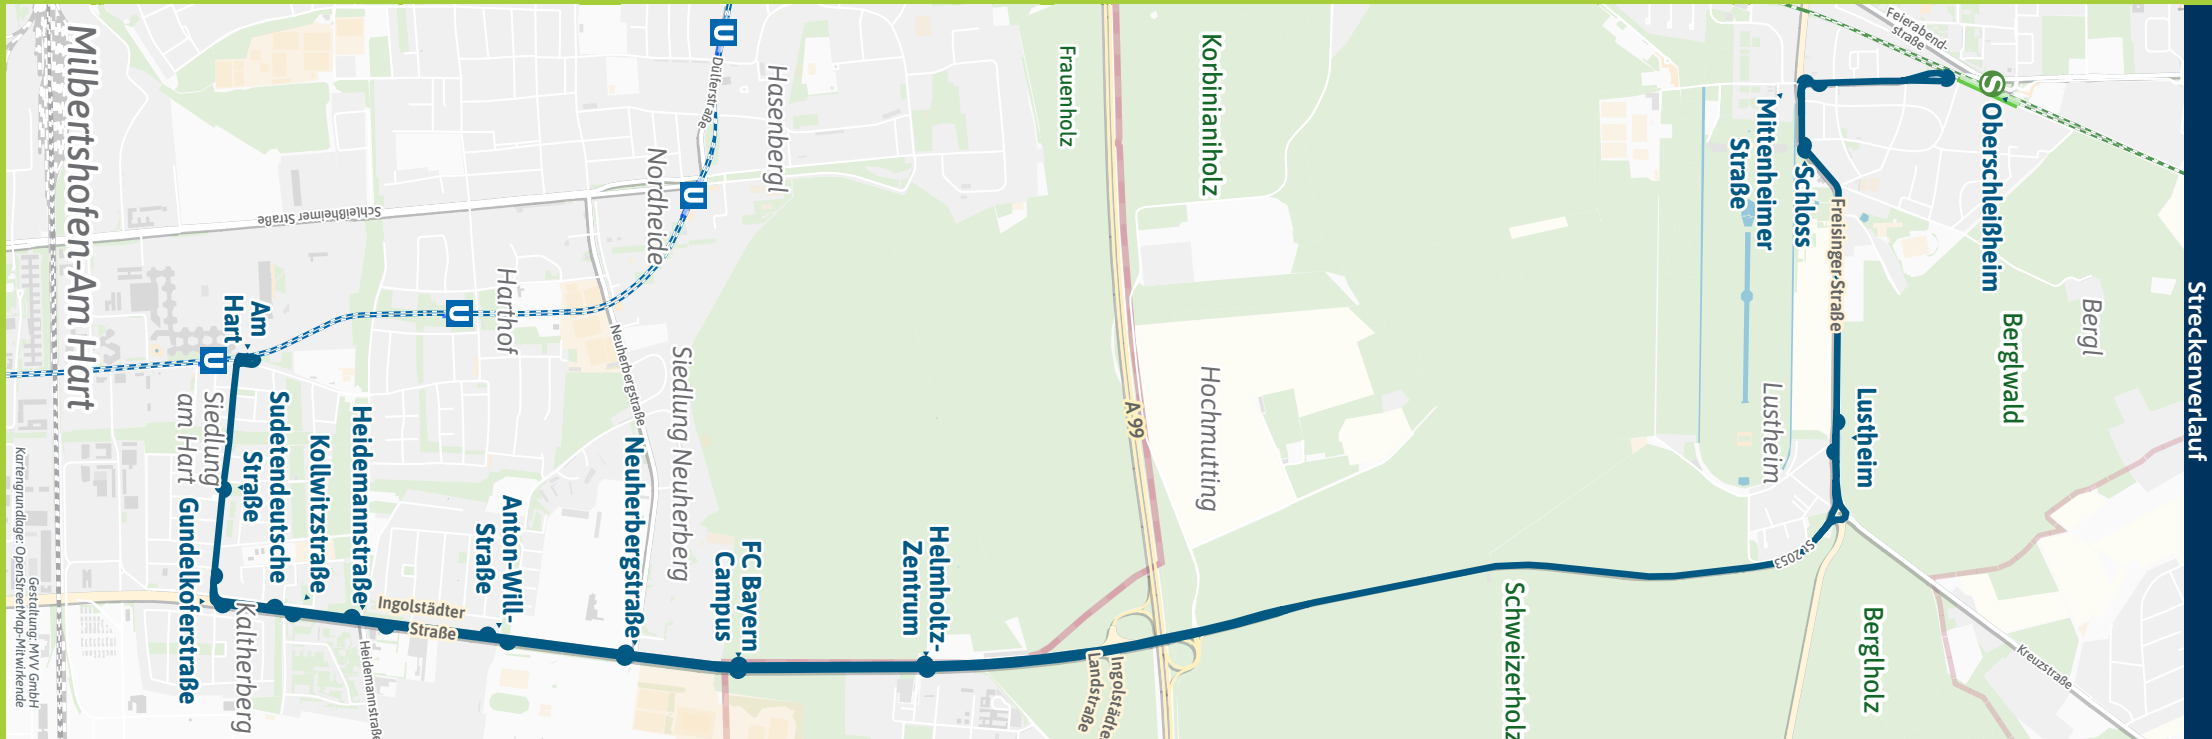 Streckenverlauf
Feierabend-
straße
S
Oberschleißheim
Bergl
Berglwald
Mittenheimer
Straße
Schloss
Freisinger Straße
Lustheim
Lustheim
St 2053
Berglholz
Kreuzstraße
Schweizerholz
Korbinianiholz
Frauenholz
Hochmutting
A 99
Ingolstädter
Landstraße
Helmholtz-
Zentrum
FC Bayern
Campus
U
Dülferstraße
Hasenbergl
U
Nordheide
Siedlung Neuherberg
Neuherbergstraße
Neuherbergstraße
Harthof
U
Anton-Will-
Straße
Schleißheimer Straße
Ingolstädter
Straße
Heidemannstraße
Heidemannstraße
Kollwitzstraße
Sudetendeutsche
Straße
Am
Hart
U
Siedlung
am Hart
Kaltherberg
Gundelkoferstraße
Milbertshofen-Am Hart
Gestaltung: MVV GmbH
Kartengrundlage: OpenStreetMap-Mitwirkende